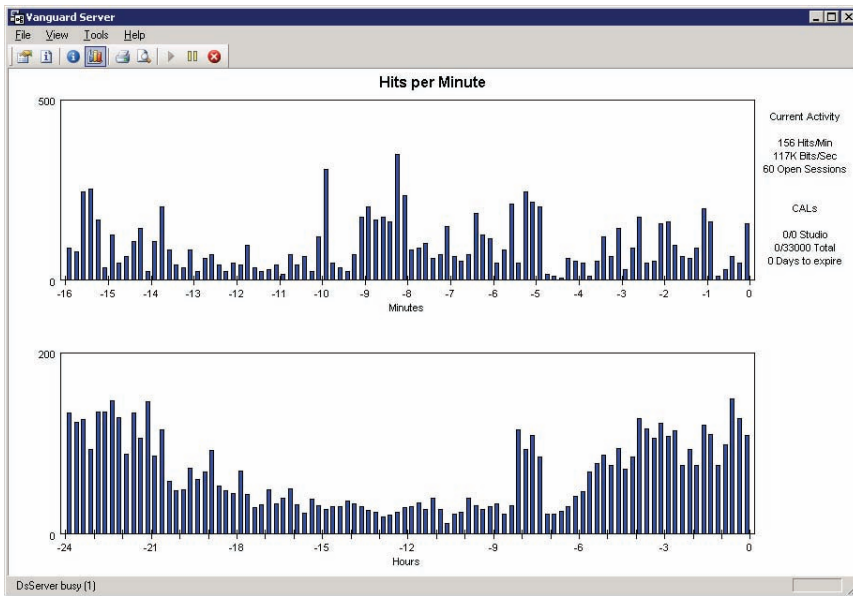 Vanguard Server
File View Tools Help
Hits per Minute
500
0
-16 -15 -14 -13 -12 -11 -10 -9 -8 -7 -6 -5 -4 -3 -2 -1 0
Minutes
Current Activity
156 Hits/Min
117K Bits/Sec
60 Open Sessions
CALs
0/0 Studio
0/33000 Total
0 Days to expire
200
0
-24 -21 -18 -15 -12 -9 -6 -3 0
Hours
DsServer busy (1)